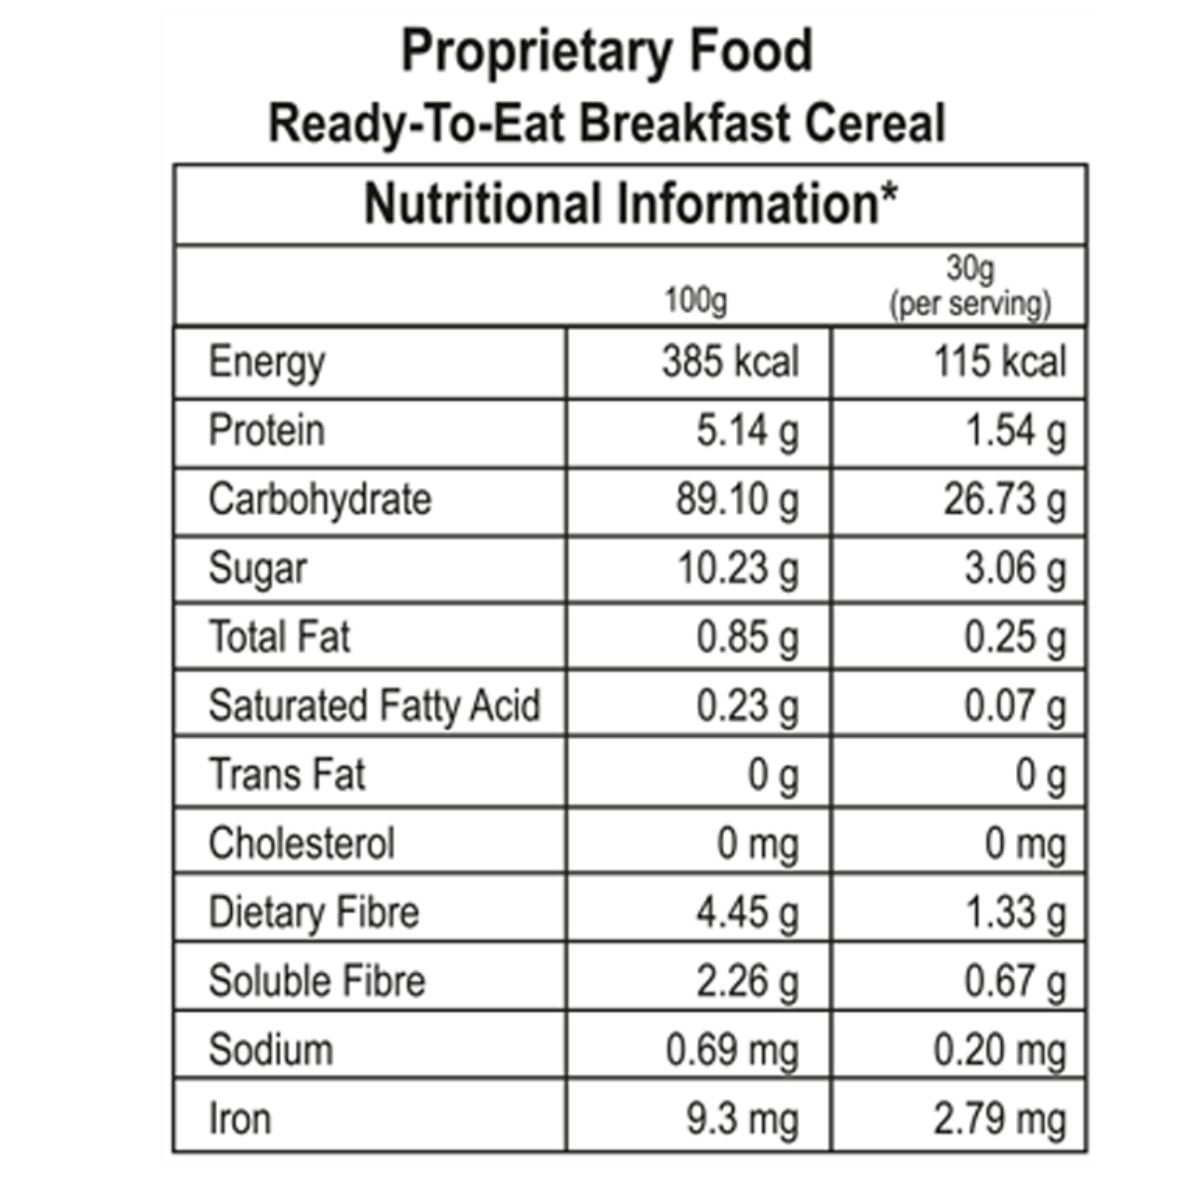 Proprietary Food
Ready-To-Eat Breakfast Cereal
Nutritional Information*
100g 30g (per serving)
Energy 385 kcal 115 kcal
Protein 5.14 g 1.54 g
Carbohydrate 89.10 g 26.73 g
Sugar 10.23 g 3.06 g
Total Fat 0.85 g 0.25 g
Saturated Fatty Acid 0.23 g 0.07 g
Trans Fat 0 g 0 g
Cholesterol 0 mg 0 mg
Dietary Fibre 4.45 g 1.33 g
Soluble Fibre 2.26 g 0.67 g
Sodium 0.69 mg 0.20 mg
Iron 9.3 mg 2.79 mg